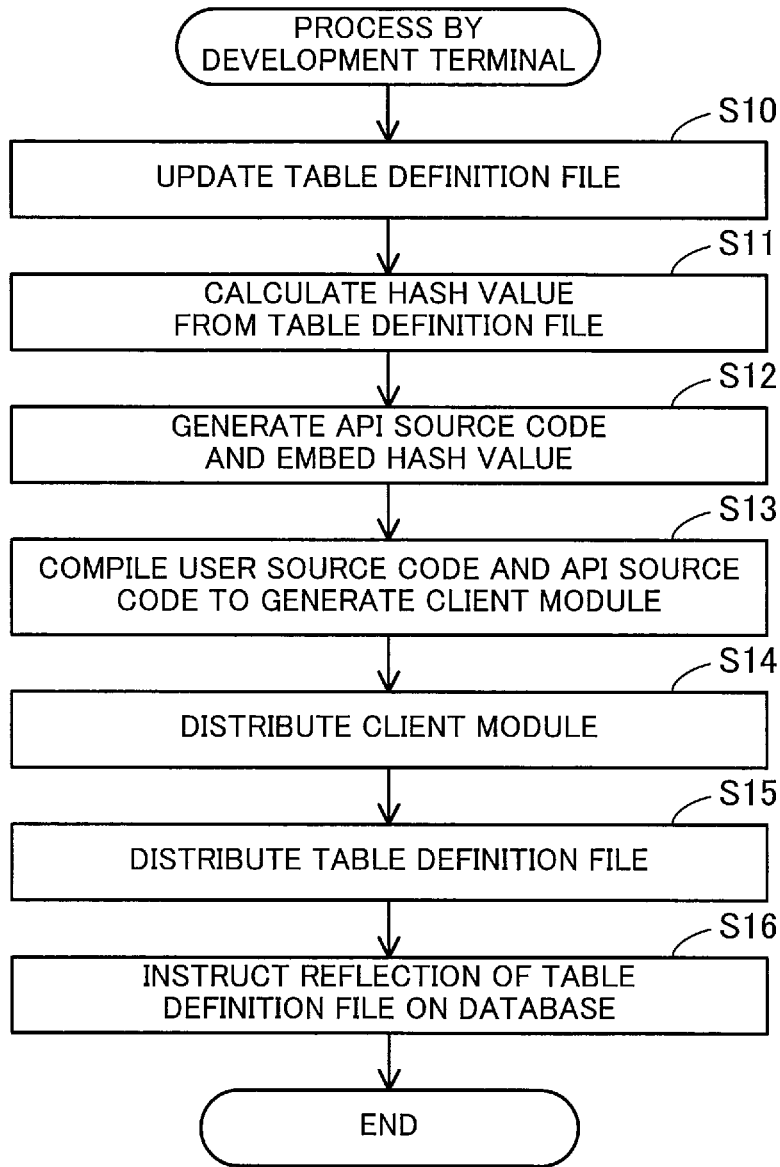 PROCESS BY
DEVELOPMENT TERMINAL
S10
UPDATE TABLE DEFINITION FILE
S11
CALCULATE HASH VALUE
FROM TABLE DEFINITION FILE
S12
GENERATE API SOURCE CODE
AND EMBED HASH VALUE
S13
COMPILE USER SOURCE CODE AND API SOURCE
CODE TO GENERATE CLIENT MODULE
S14
DISTRIBUTE CLIENT MODULE
S15
DISTRIBUTE TABLE DEFINITION FILE
S16
INSTRUCT REFLECTION OF TABLE
DEFINITION FILE ON DATABASE
END